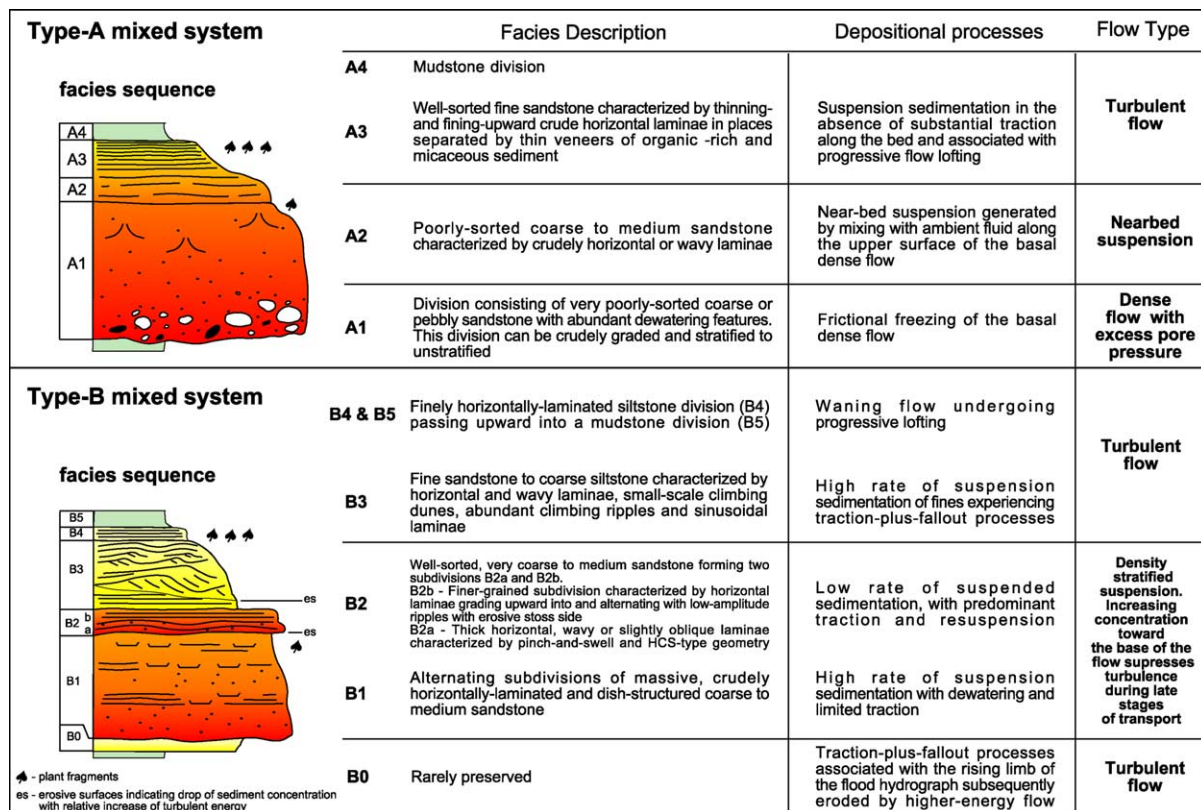 Type-A mixed system
Facies Description
Depositional processes
Flow Type
facies sequence
A4
A3
A2
A1
A4
Mudstone division
A3
Well-sorted fine sandstone characterized by thinning-
and fining-upward crude horizontal laminae in places
separated by thin veneers of organic -rich and
micaceous sediment
Suspension sedimentation in the
absence of substantial traction
along the bed and associated with
progressive flow lofting
Turbulent
flow
A2
Poorly-sorted coarse to medium sandstone
characterized by crudely horizontal or wavy laminae
Near-bed suspension generated
by mixing with ambient fluid along
the upper surface of the basal
dense flow
Nearbed
suspension
A1
Division consisting of very poorly-sorted coarse or
pebbly sandstone with abundant dewatering features.
This division can be crudely graded and stratified to
unstratified
Frictional freezing of the basal
dense flow
Dense
flow with
excess pore
pressure
Type-B mixed system
facies sequence
B5
B4
B3
B2 b
a
B1
B0
es
es
B4 & B5
Finely horizontally-laminated siltstone division (B4)
passing upward into a mudstone division (B5)
Waning flow undergoing
progressive lofting
Turbulent
flow
B3
Fine sandstone to coarse siltstone characterized by
horizontal and wavy laminae, small-scale climbing
dunes, abundant climbing ripples and sinusoidal
laminae
High rate of suspension
sedimentation of fines experiencing
traction-plus-fallout processes
B2
Well-sorted, very coarse to medium sandstone forming two
subdivisions B2a and B2b.
B2b - Finer-grained subdivision characterized by horizontal
laminae grading upward into and alternating with low-amplitude
ripples with erosive stoss side
B2a - Thick horizontal, wavy or slightly oblique laminae
characterized by pinch-and-swell and HCS-type geometry
Low rate of suspended
sedimentation, with predominant
traction and resuspension
Density
stratified
suspension.
Increasing
concentration
toward
the base of the
flow supresses
turbulence
during late
stages
of transport
B1
Alternating subdivisions of massive, crudely
horizontally-laminated and dish-structured coarse to
medium sandstone
High rate of suspension
sedimentation with dewatering and
limited traction
B0
Rarely preserved
Traction-plus-fallout processes
associated with the rising limb of
the flood hydrograph subsequently
eroded by higher-energy flow
Turbulent
flow
- plant fragments
es - erosive surfaces indicating drop of sediment concentration
with relative increase of turbulent energy